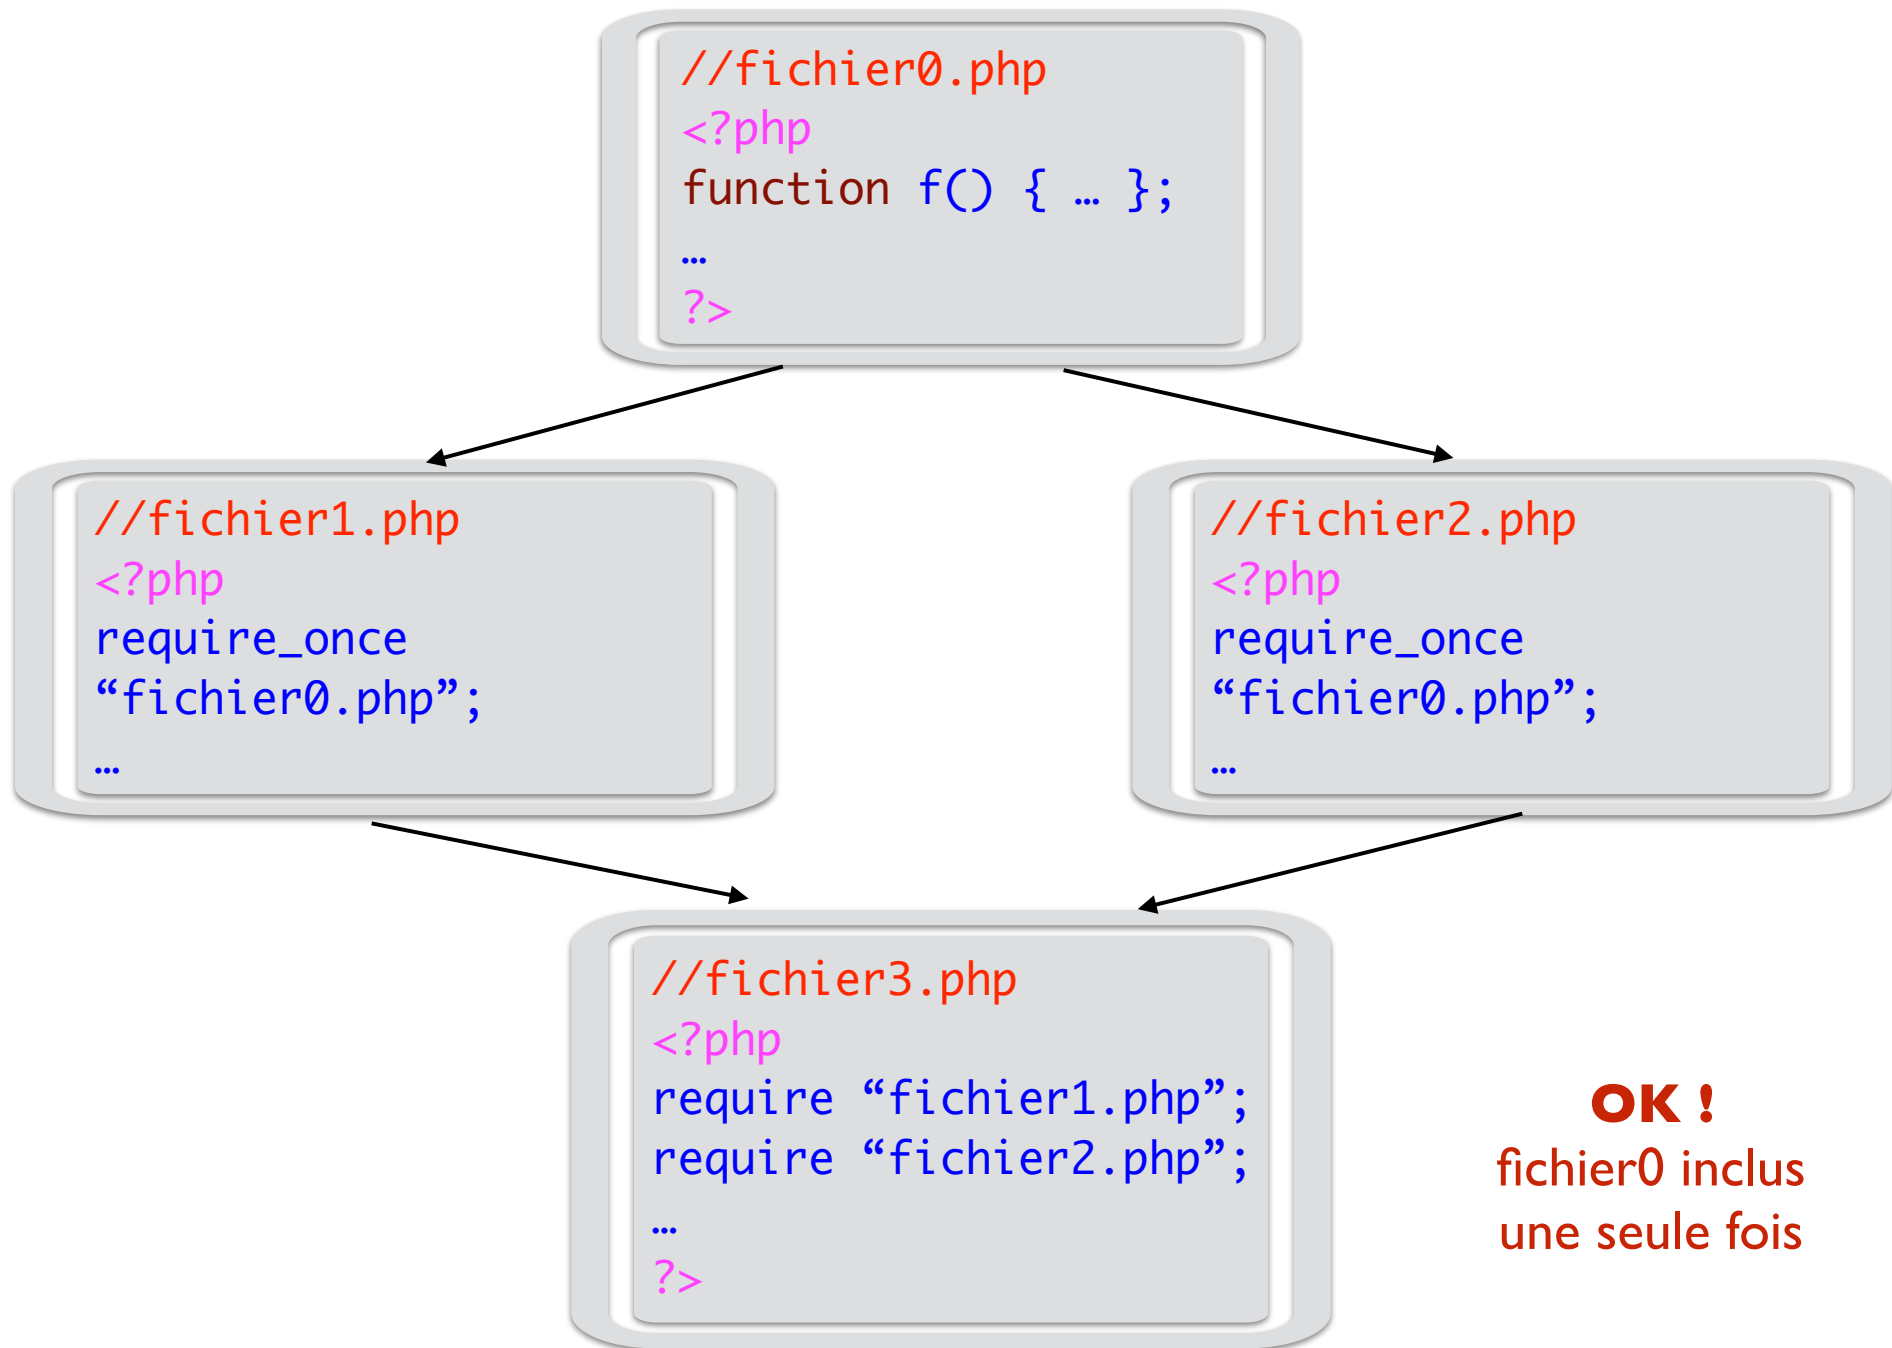 //fichier0.php
<?php
function f() { … };
…
?>
//fichier1.php
<?php
require_once
“fichier0.php”;
…
//fichier2.php
<?php
require_once
“fichier0.php”;
…
//fichier3.php
<?php
require “fichier1.php”;
require “fichier2.php”;
…
?>
OK !
fichier0 inclus
une seule fois